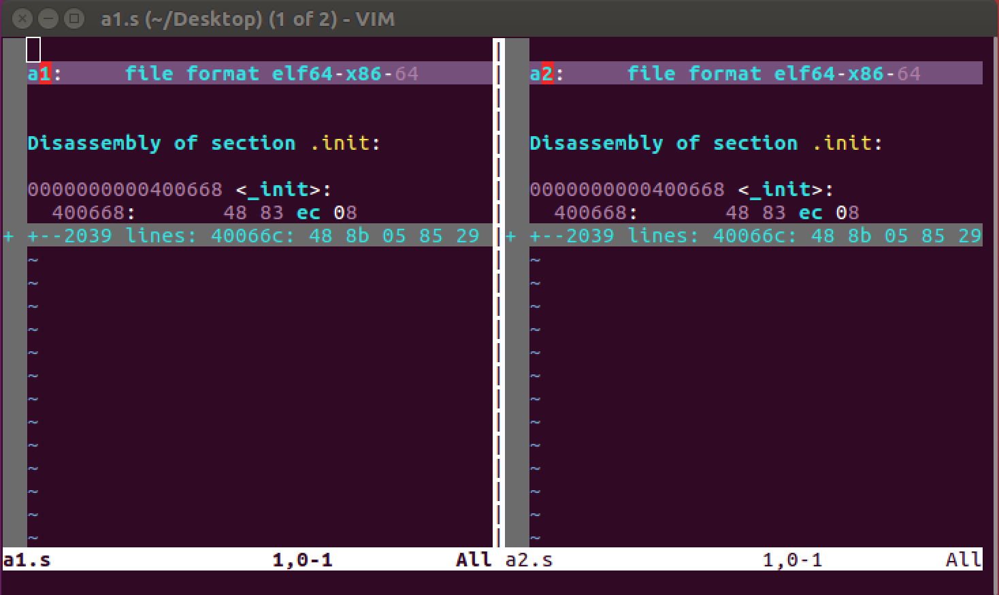 a1.s (~/Desktop) (1 of 2) - VIM
a1:     file format elf64-x86-64
Disassembly of section .init:
0000000000400668 <_init>:
  400668:       48 83 ec 08
+ +--2039 lines: 40066c: 48 8b 05 85 29
~
~
~
~
~
~
~
~
~
~
~
~
~
a1.s                  1,0-1          All
a2:     file format elf64-x86-64
Disassembly of section .init:
0000000000400668 <_init>:
  400668:       48 83 ec 08
+ +--2039 lines: 40066c: 48 8b 05 85 29
~
~
~
~
~
~
~
~
~
~
~
~
~
a2.s                 1,0-1          All